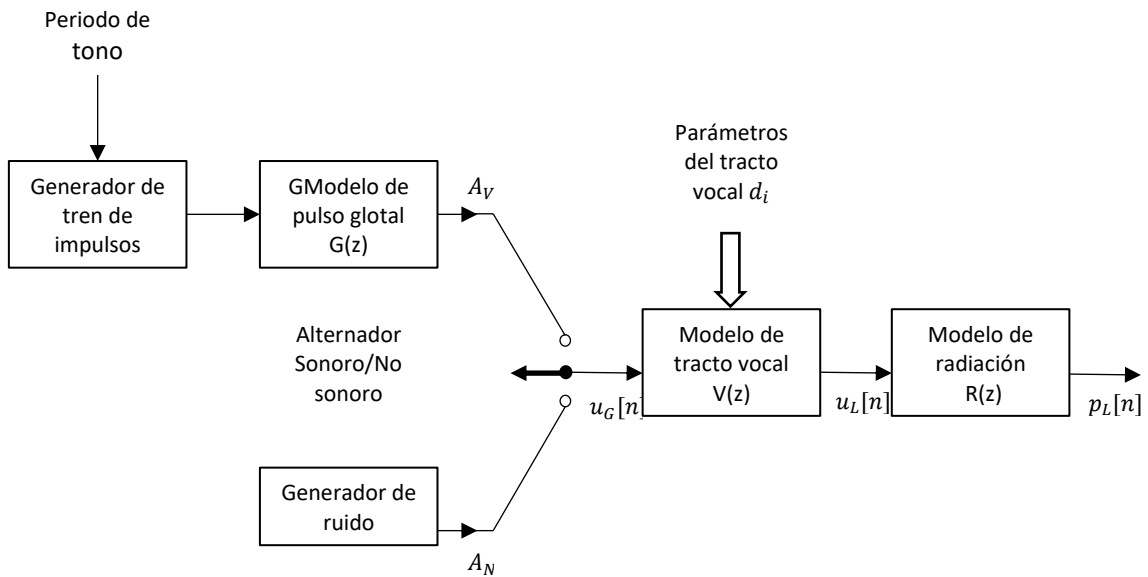 Periodo de
tono
Generador de
tren de
impulsos
GModelo de
pulso glotal
G(z)
A_V
Parámetros
del tracto
vocal d_i
Alternador
Sonoro/No
sonoro
u_G[n]
Modelo de
tracto vocal
V(z)
u_L[n]
Modelo de
radiación
R(z)
p_L[n]
Generador de
ruido
A_N